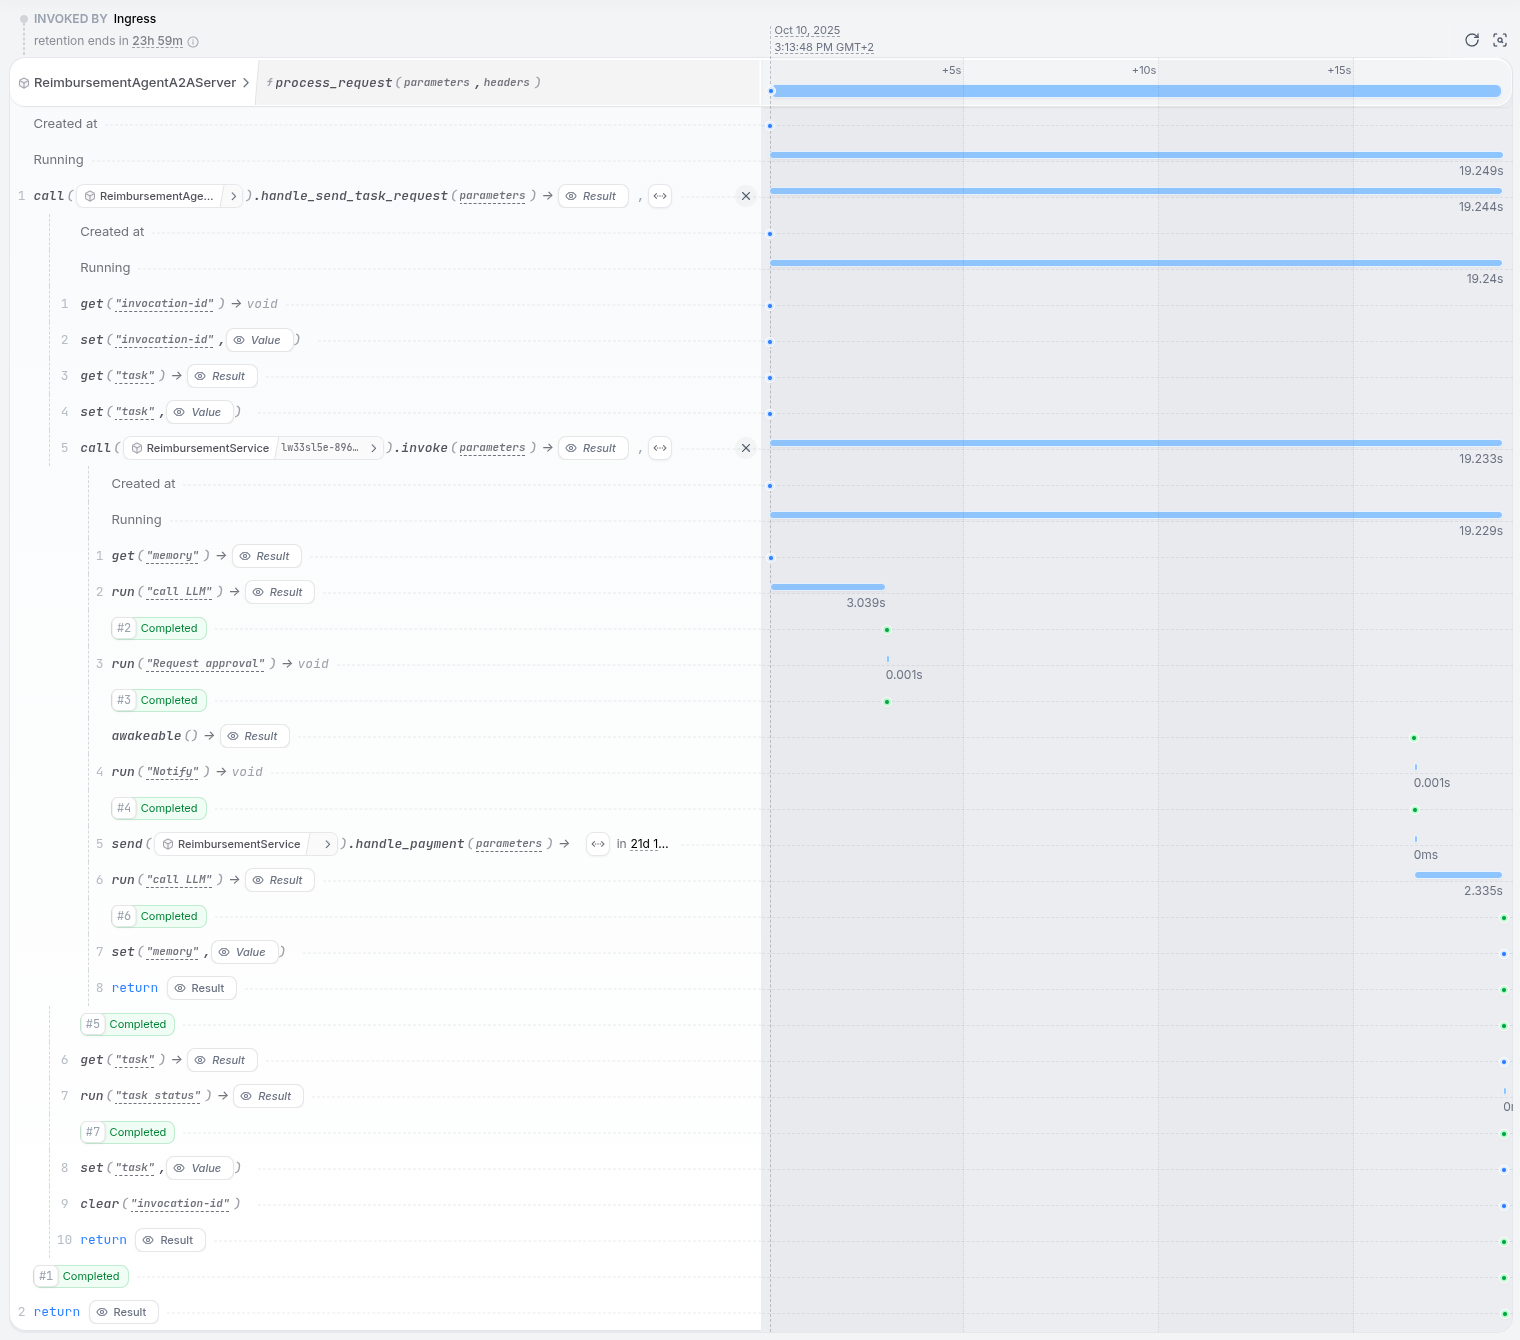 INVOKED BY Ingress
retention ends in 23h 59m
Oct 10, 2025
3:13:48 PM GMT+2
ReimbursementAgentA2AServer
f process_request(parameters,headers)
+5s
+10s
+15s
Created at
Running
19.249s
1 call(ReimbursementAge... ).handle_send_task_request(parameters) → Result ,
19.244s
Created at
Running
19.24s
1 get("invocation-id") → void
2 set("invocation-id", Value)
3 get("task") → Result
4 set("task", Value)
5 call(ReimbursementService lw33sl5e-896… ).invoke(parameters) → Result ,
19.233s
Created at
Running
19.229s
1 get("memory") → Result
2 run("call LLM") → Result
3.039s
#2 Completed
3 run("Request approval") → void
0.001s
#3 Completed
awakeable() → Result
4 run("Notify") → void
0.001s
#4 Completed
5 send(ReimbursementService ).handle_payment(parameters) → in 21d 1...
0ms
6 run("call LLM") → Result
2.335s
#6 Completed
7 set("memory", Value)
8 return Result
#5 Completed
6 get("task") → Result
7 run("task status") → Result
#7 Completed
8 set("task", Value)
9 clear("invocation-id")
10 return Result
#1 Completed
2 return Result